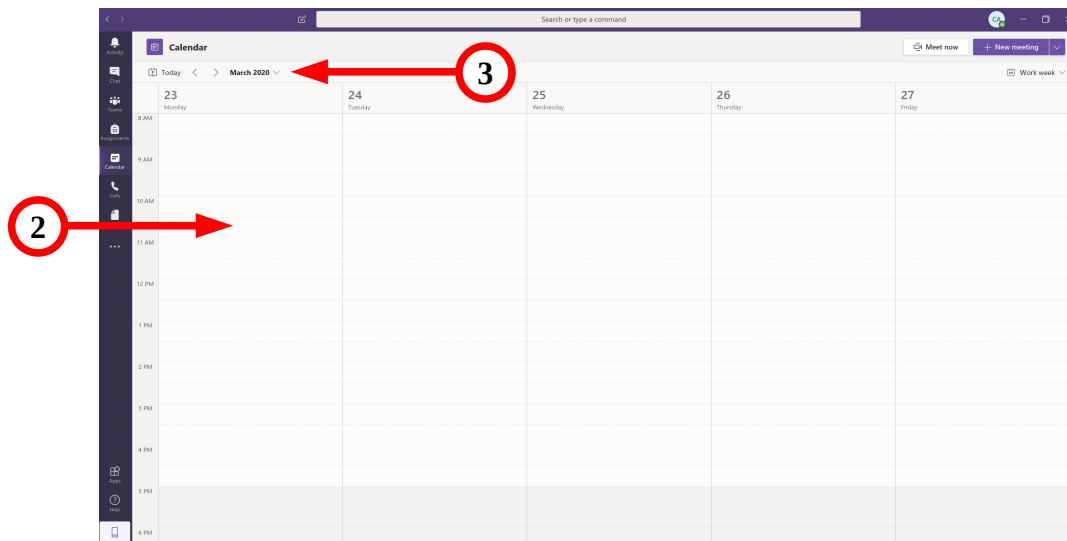 Search or type a command
CA
Activity
Calendar
Meet now
+ New meeting
Chat
Today
March 2020
3
Work week
Teams
23
24
25
26
27
Monday
Tuesday
Wednesday
Thursday
Friday
8 AM
Assignments
9 AM
Calendar
Calls
10 AM
2
11 AM
12 PM
1 PM
2 PM
3 PM
4 PM
Apps
5 PM
Help
6 PM